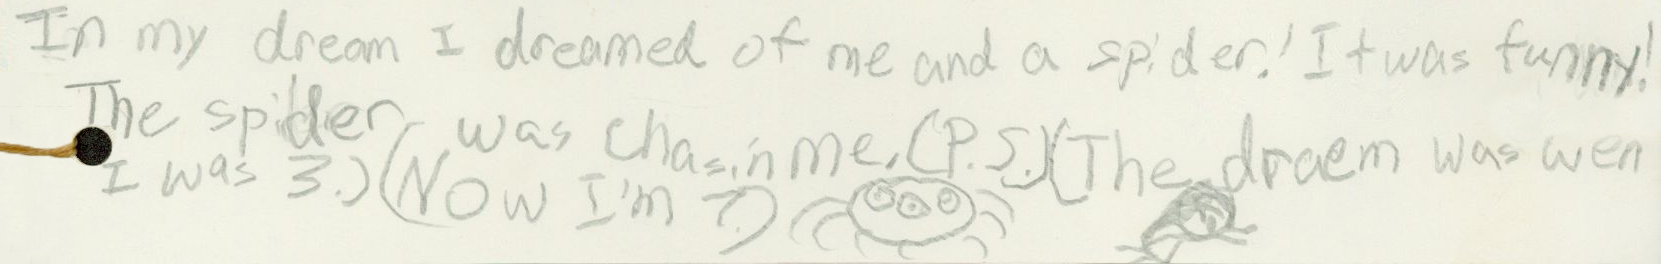 In my dream I dreamed of me and a spider! It was funny!
The spider was chasin me. (P.S.) (The draem was wen
I was 3.) (Now I'm 7)